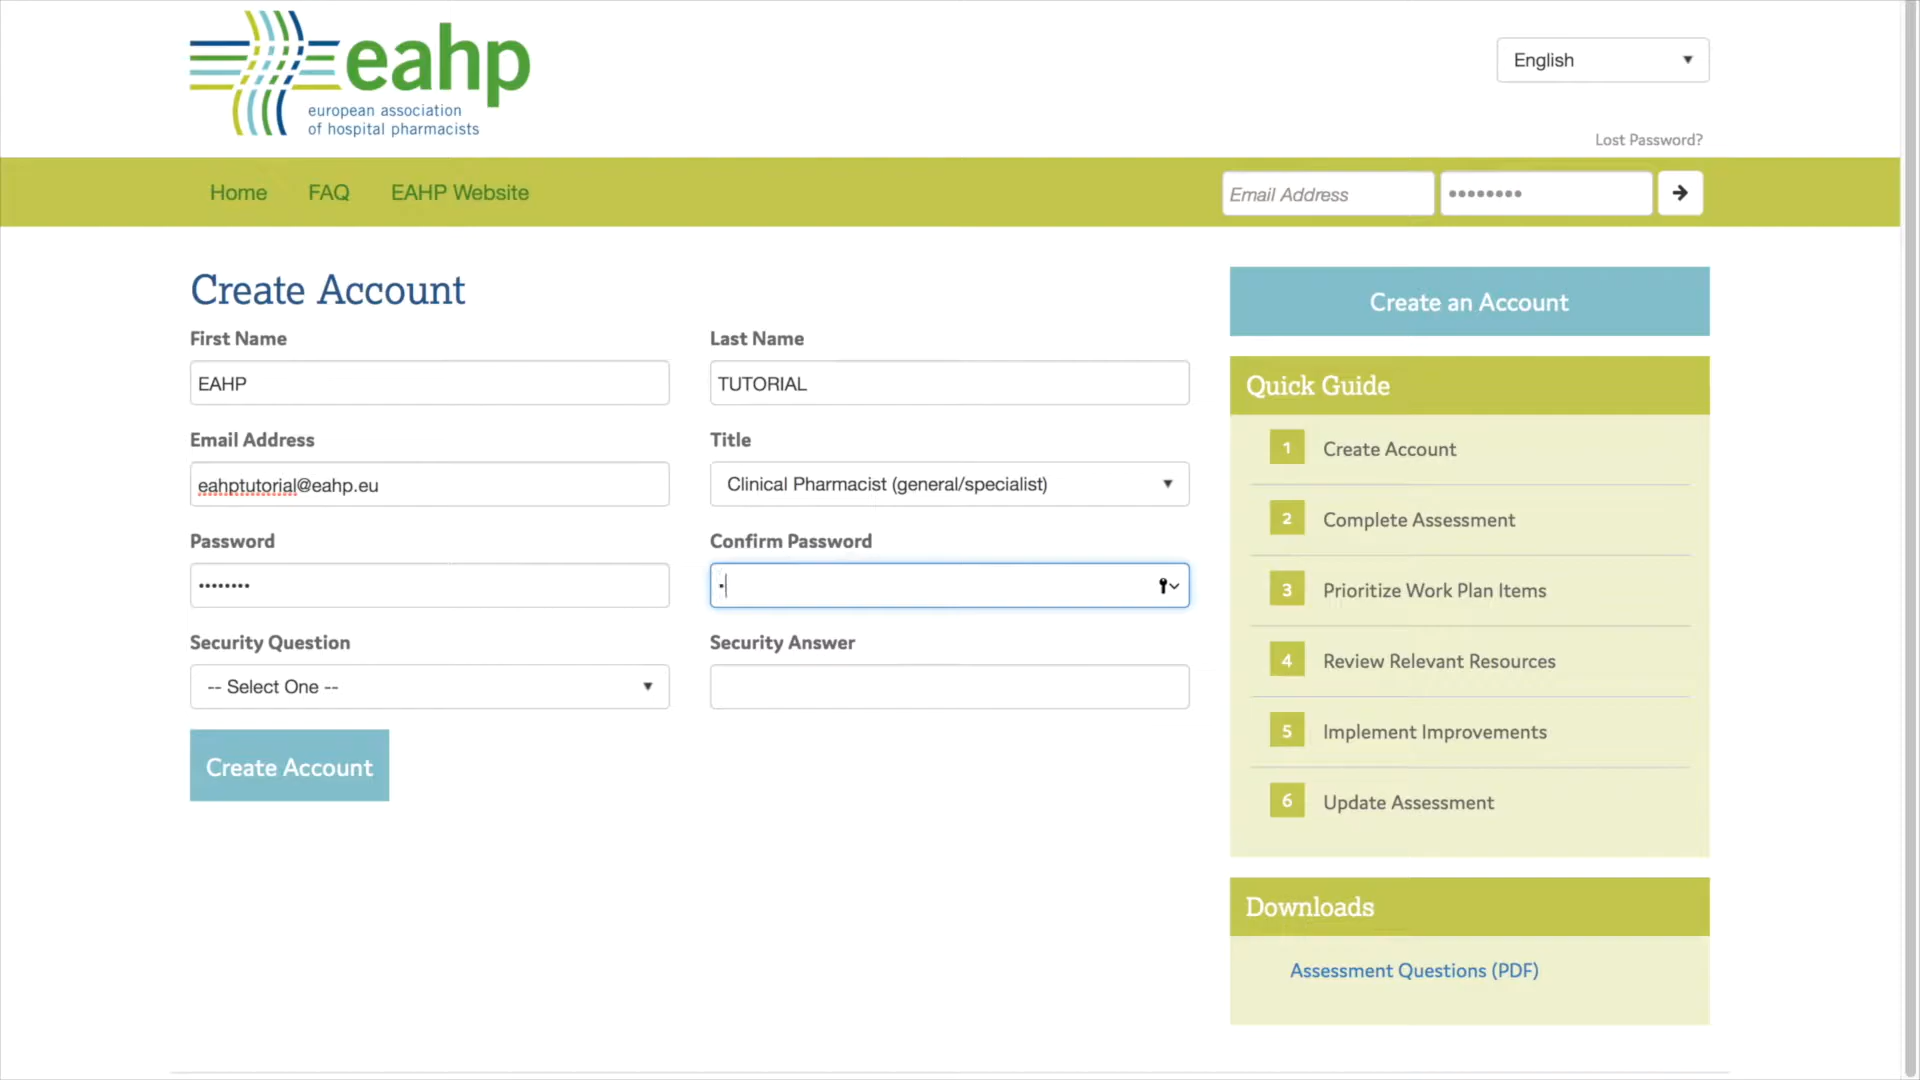 eahp
european association
of hospital pharmacists
English
Lost Password?
Home FAQ EAHP Website
Email Address ••••••••
Create Account
First Name Last Name
EAHP TUTORIAL
Email Address Title
eahptutorial@eahp.eu Clinical Pharmacist (general/specialist)
Password Confirm Password
•••••••• •
Security Question Security Answer
-- Select One --
Create Account
Create an Account
Quick Guide
1 Create Account
2 Complete Assessment
3 Prioritize Work Plan Items
4 Review Relevant Resources
5 Implement Improvements
6 Update Assessment
Downloads
Assessment Questions (PDF)